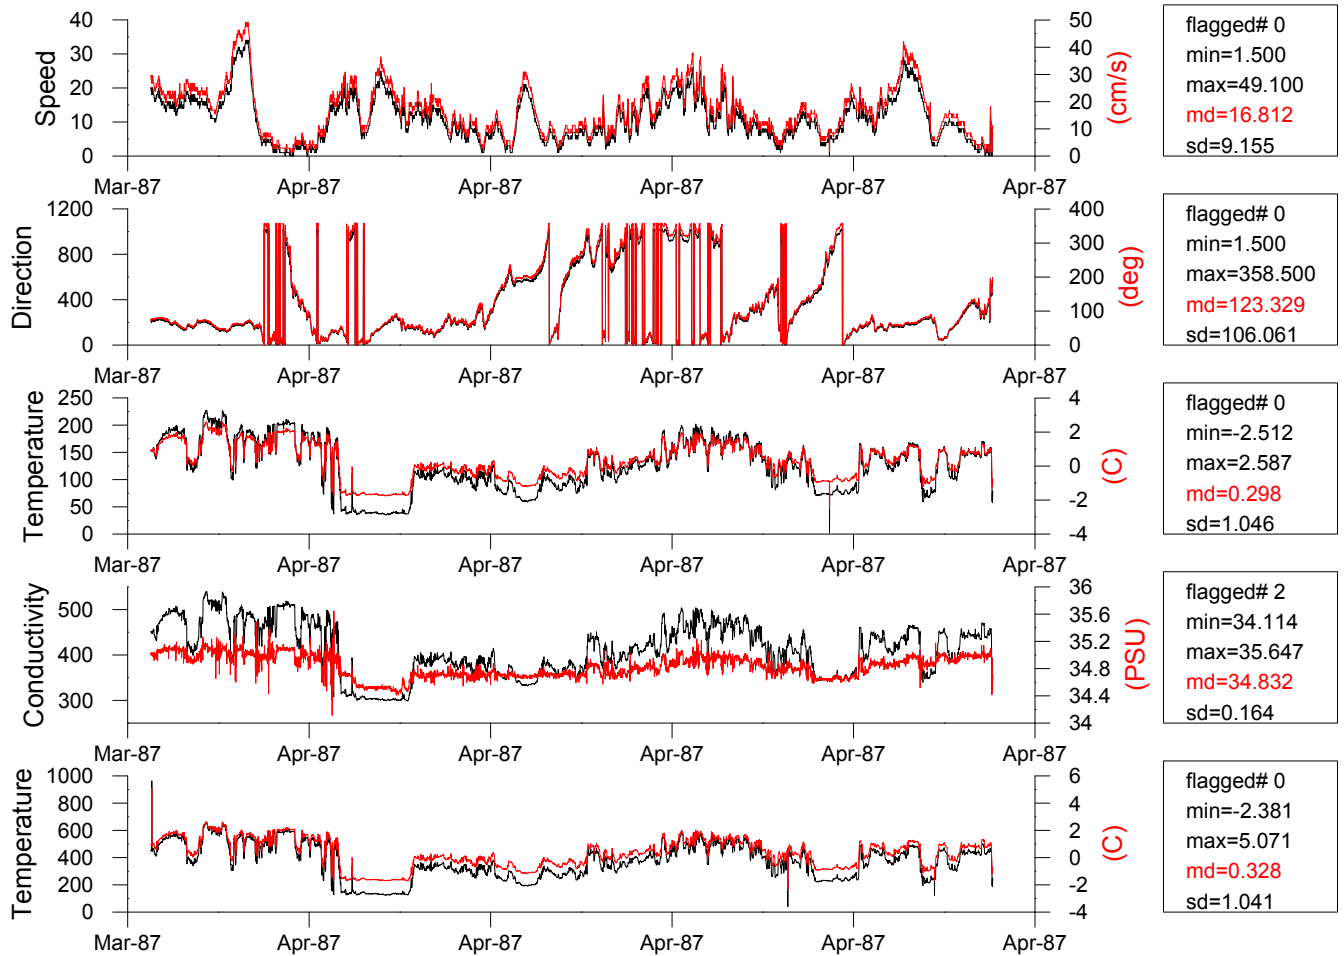 40
30
20
10
0
Speed
50
40
30
20
10
0
(cm/s)
Mar-87 Apr-87 Apr-87 Apr-87 Apr-87 Apr-87
flagged# 0
min=1.500
max=49.100
md=16.812
sd=9.155
1200
800
400
0
Direction
400
300
200
100
0
(deg)
Mar-87 Apr-87 Apr-87 Apr-87 Apr-87 Apr-87
flagged# 0
min=1.500
max=358.500
md=123.329
sd=106.061
250
200
150
100
50
0
Temperature
4
2
0
-2
-4
(C)
Mar-87 Apr-87 Apr-87 Apr-87 Apr-87 Apr-87
flagged# 0
min=-2.512
max=2.587
md=0.298
sd=1.046
500
400
300
Conductivity
36
35.6
35.2
34.8
34.4
34
(PSU)
Mar-87 Apr-87 Apr-87 Apr-87 Apr-87 Apr-87
flagged# 2
min=34.114
max=35.647
md=34.832
sd=0.164
1000
800
600
400
200
0
Temperature
6
4
2
0
-2
-4
(C)
Mar-87 Apr-87 Apr-87 Apr-87 Apr-87 Apr-87
flagged# 0
min=-2.381
max=5.071
md=0.328
sd=1.041